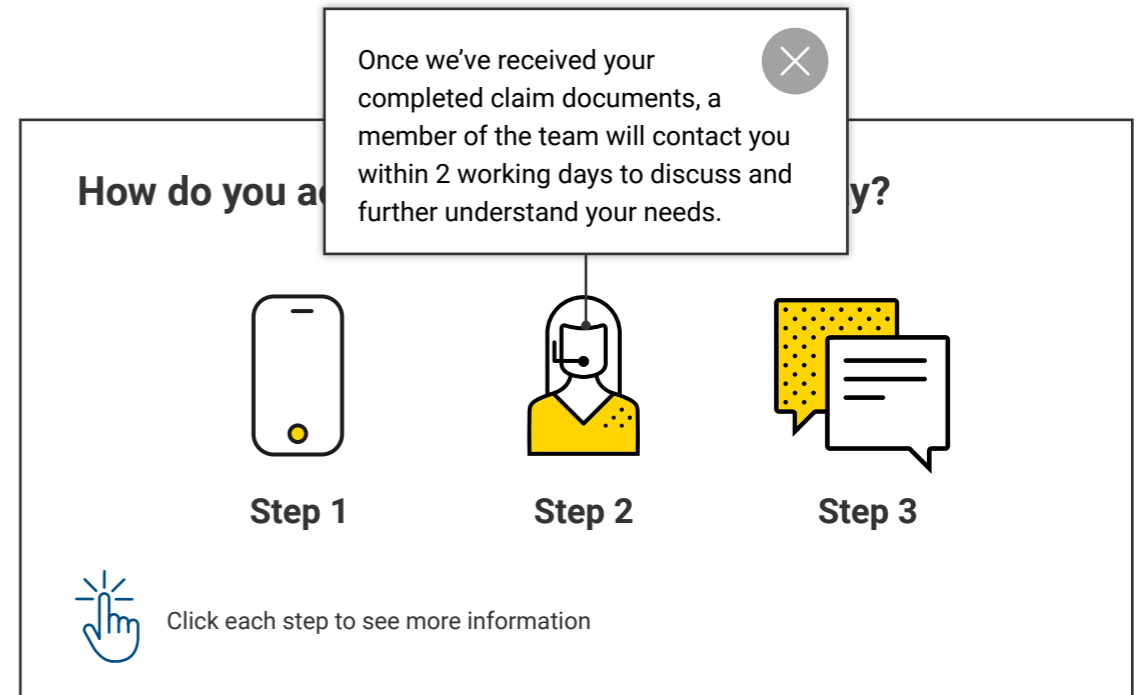 Once we’ve received your
completed claim documents, a
member of the team will contact you
within 2 working days to discuss and
further understand your needs.
How do you
Step 1
Step 2
Step 3
Click each step to see more information